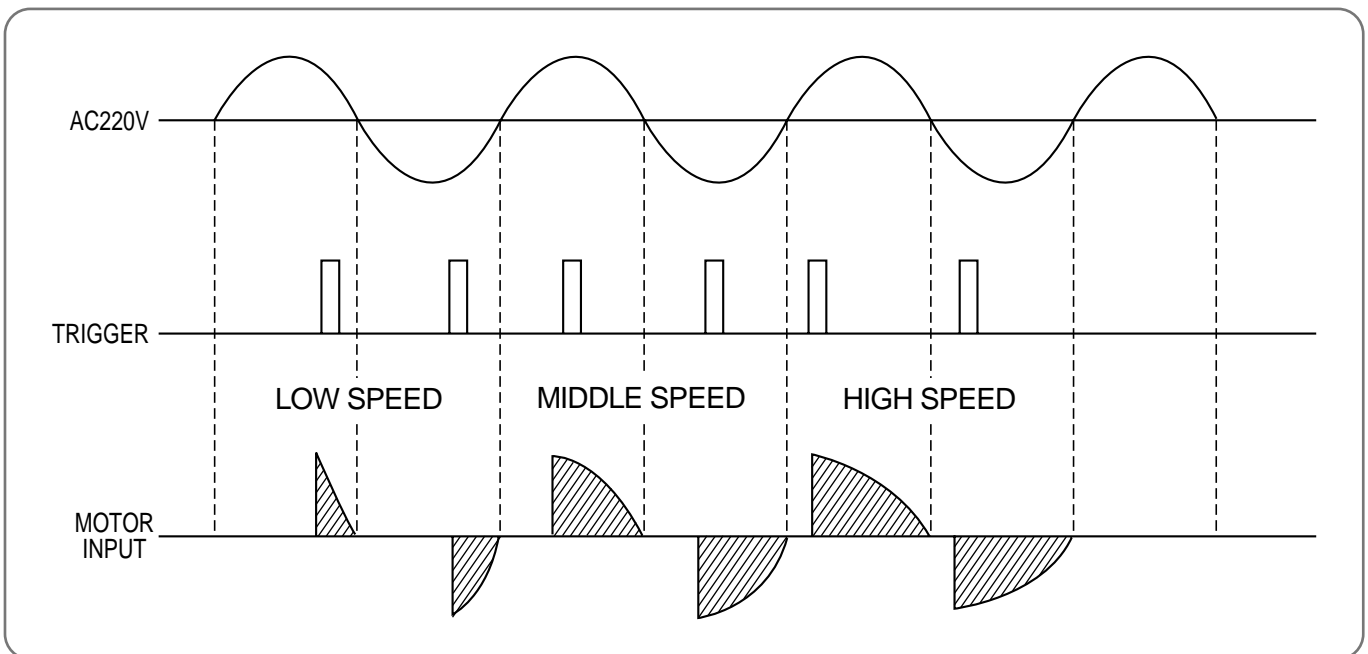 AC220V
TRIGGER
LOW SPEED
MIDDLE SPEED
HIGH SPEED
MOTOR
INPUT